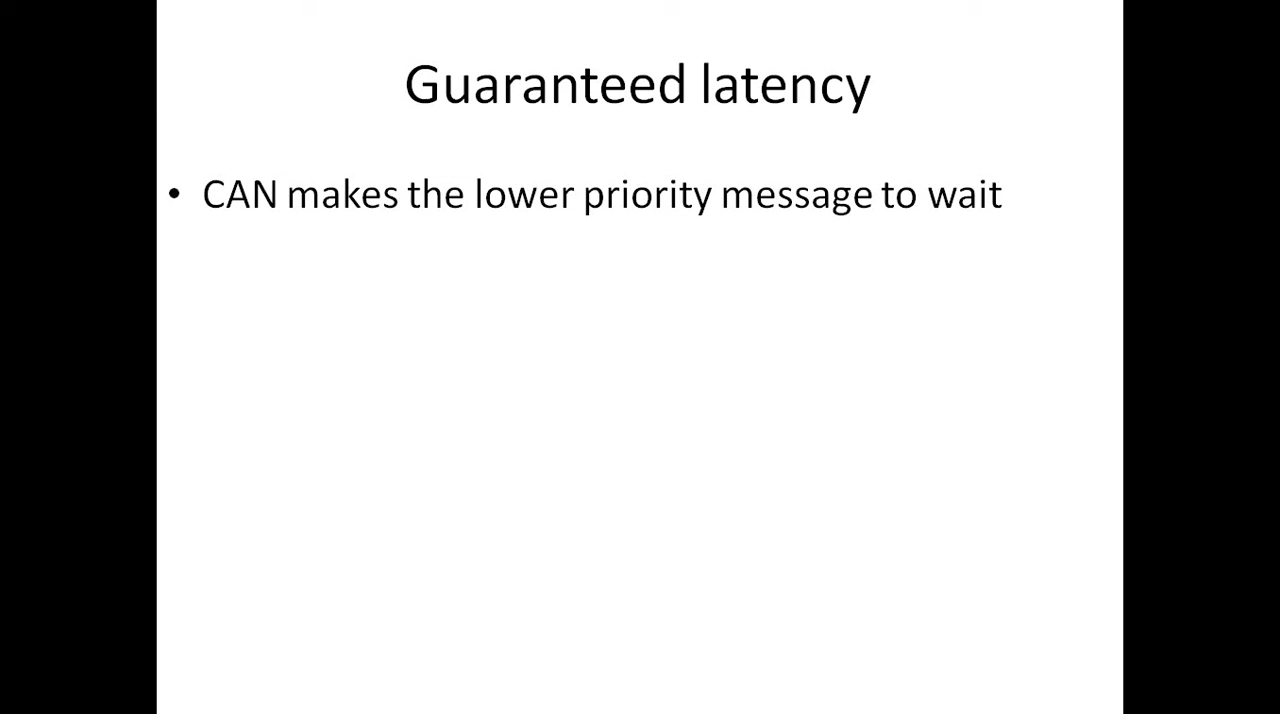 Guaranteed latency
• CAN makes the lower priority message to wait